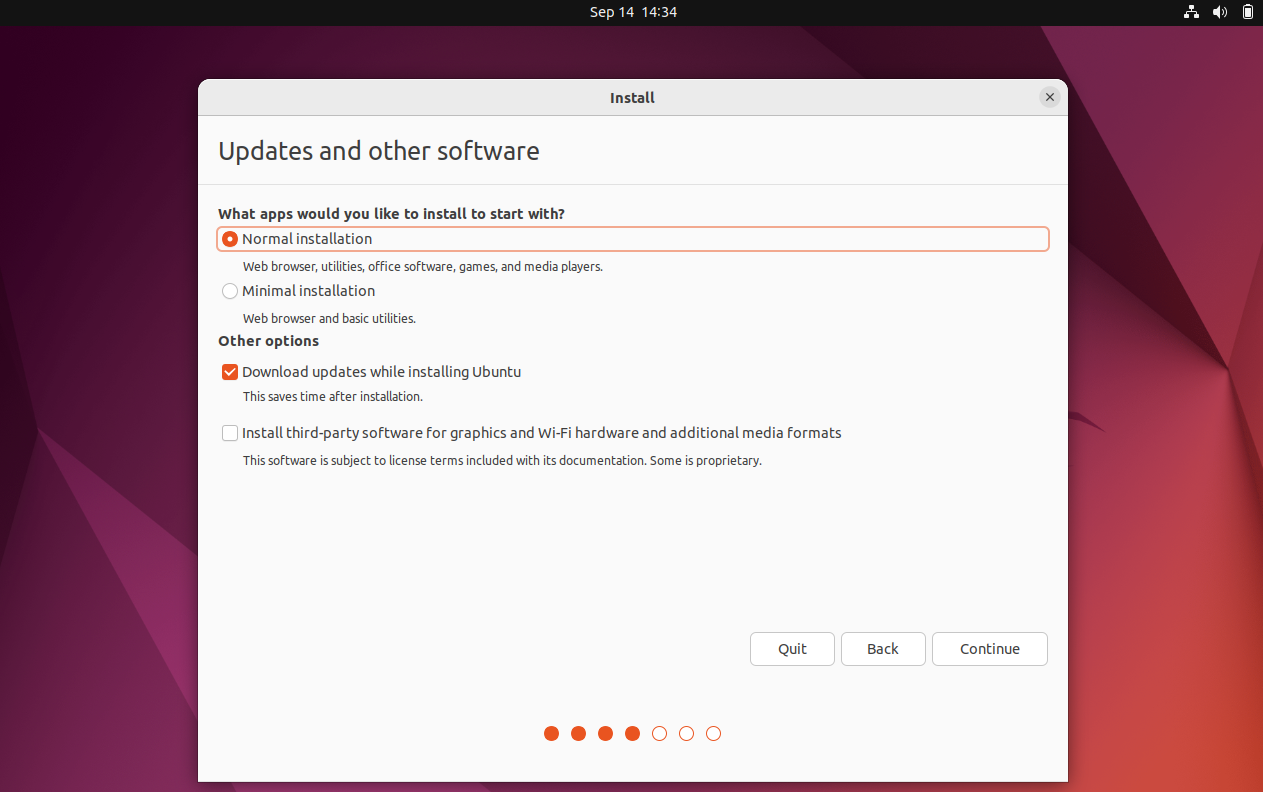 Sep 14 14:34
Install
Updates and other software
What apps would you like to install to start with?
Normal installation
Web browser, utilities, office software, games, and media players.
Minimal installation
Web browser and basic utilities.
Other options
Download updates while installing Ubuntu
This saves time after installation.
Install third-party software for graphics and Wi-Fi hardware and additional media formats
This software is subject to license terms included with its documentation. Some is proprietary.
Quit Back Continue